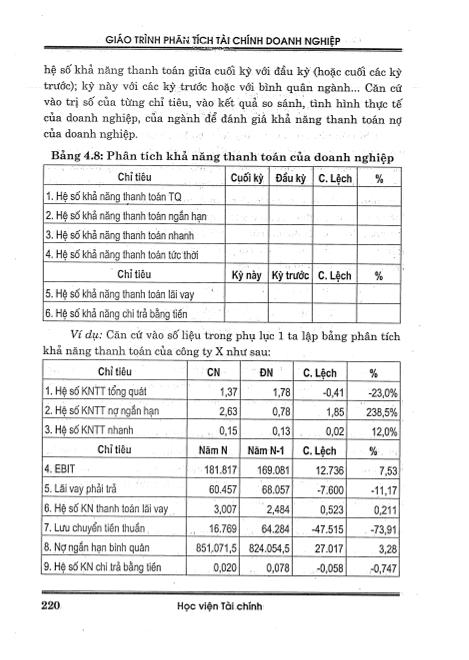 GIÁO TRÌNH PHÂN TÍCH TÀI CHÍNH DOANH NGHIỆP
hệ số khả năng thanh toán giữa cuối kỳ với đầu kỳ (hoặc cuối các kỳ
trước); kỳ này với các kỳ trước hoặc với bình quân ngành... Căn cứ
vào trị số của từng chỉ tiêu, vào kết quả so sánh, tình hình thực tế
của doanh nghiệp, của ngành để đánh giá khả năng thanh toán nợ
của doanh nghiệp.
Bảng 4.8: Phân tích khả năng thanh toán của doanh nghiệp
Chỉ tiêu Cuối kỳ Đầu kỳ C. Lệch %
1. Hệ số khả năng thanh toán TQ
2. Hệ số khả năng thanh toán ngắn hạn
3. Hệ số khả năng thanh toán nhanh
4. Hệ số khả năng thanh toán tức thời
Chỉ tiêu Kỳ này Kỳ trước C. Lệch %
5. Hệ số khả năng thanh toán lãi vay
6. Hệ số khả năng chi trả bằng tiền
Ví dụ: Căn cứ vào số liệu trong phụ lục 1 ta lập bảng phân tích
khả năng thanh toán của công ty X như sau:
Chỉ tiêu CN ĐN C. Lệch %
1. Hệ số KNTT tổng quát 1,37 1,78 -0,41 -23,0%
2. Hệ số KNTT nợ ngắn hạn 2,63 0,78 1,85 238,5%
3. Hệ số KNTT nhanh 0,15 0,13 0,02 12,0%
Chỉ tiêu Năm N Năm N-1 C. Lệch %
4. EBIT 181.817 169.081 12.736 7,53
5. Lãi vay phải trả 60.457 68.057 -7.600 -11,17
6. Hệ số KN thanh toán lãi vay 3,007 2,484 0,523 0,211
7. Lưu chuyển tiền thuần 16.769 64.284 -47.515 -73,91
8. Nợ ngắn hạn bình quân 851,071,5 824.054,5 27.017 3,28
9. Hệ số KN chi trả bằng tiền 0,020 0,078 -0,058 -0,747
220 Học viện Tài chính